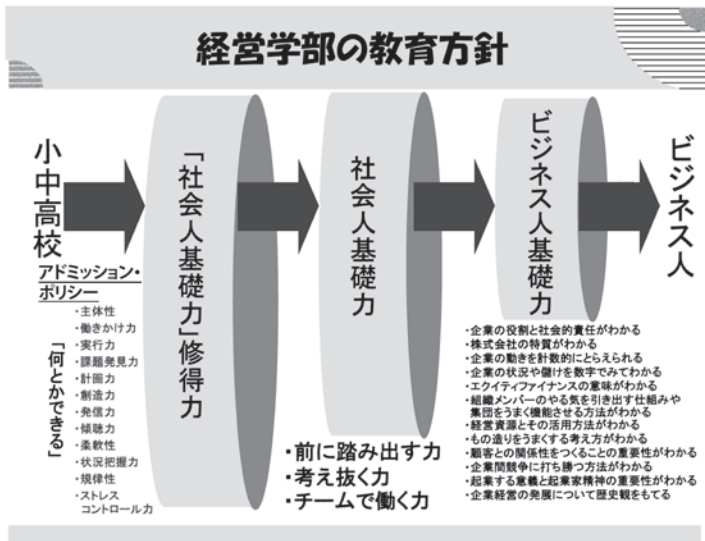 経営学部の教育方針
小中高校
アドミッション・
ポリシー
「何とかできる」
・主体性
・働きかけ力
・実行力
・課題発見力
・計画力
・創造力
・発信力
・傾聴力
・柔軟性
・状況把握力
・規律性
・ストレス
コントロール力
「社会人基礎力」修得力
社会人基礎力
・前に踏み出す力
・考え抜く力
・チームで働く力
ビジネス人基礎力
・企業の役割と社会的責任がわかる
・株式会社の特質がわかる
・企業の動きを計数的にとらえられる
・企業の状況や儲けを数字でみてわかる
・エクイティファイナンスの意味がわかる
・組織メンバーのやる気を引き出す仕組みや
集団をうまく機能させる方法がわかる
・経営資源とその活用方法がわかる
・もの造りをうまくする考え方がわかる
・顧客との関係性をつくることの重要性がわかる
・企業間競争に打ち勝つ方法がわかる
・起業する意義と起業家精神の重要性がわかる
・企業経営の発展について歴史観をもてる
ビジネス人